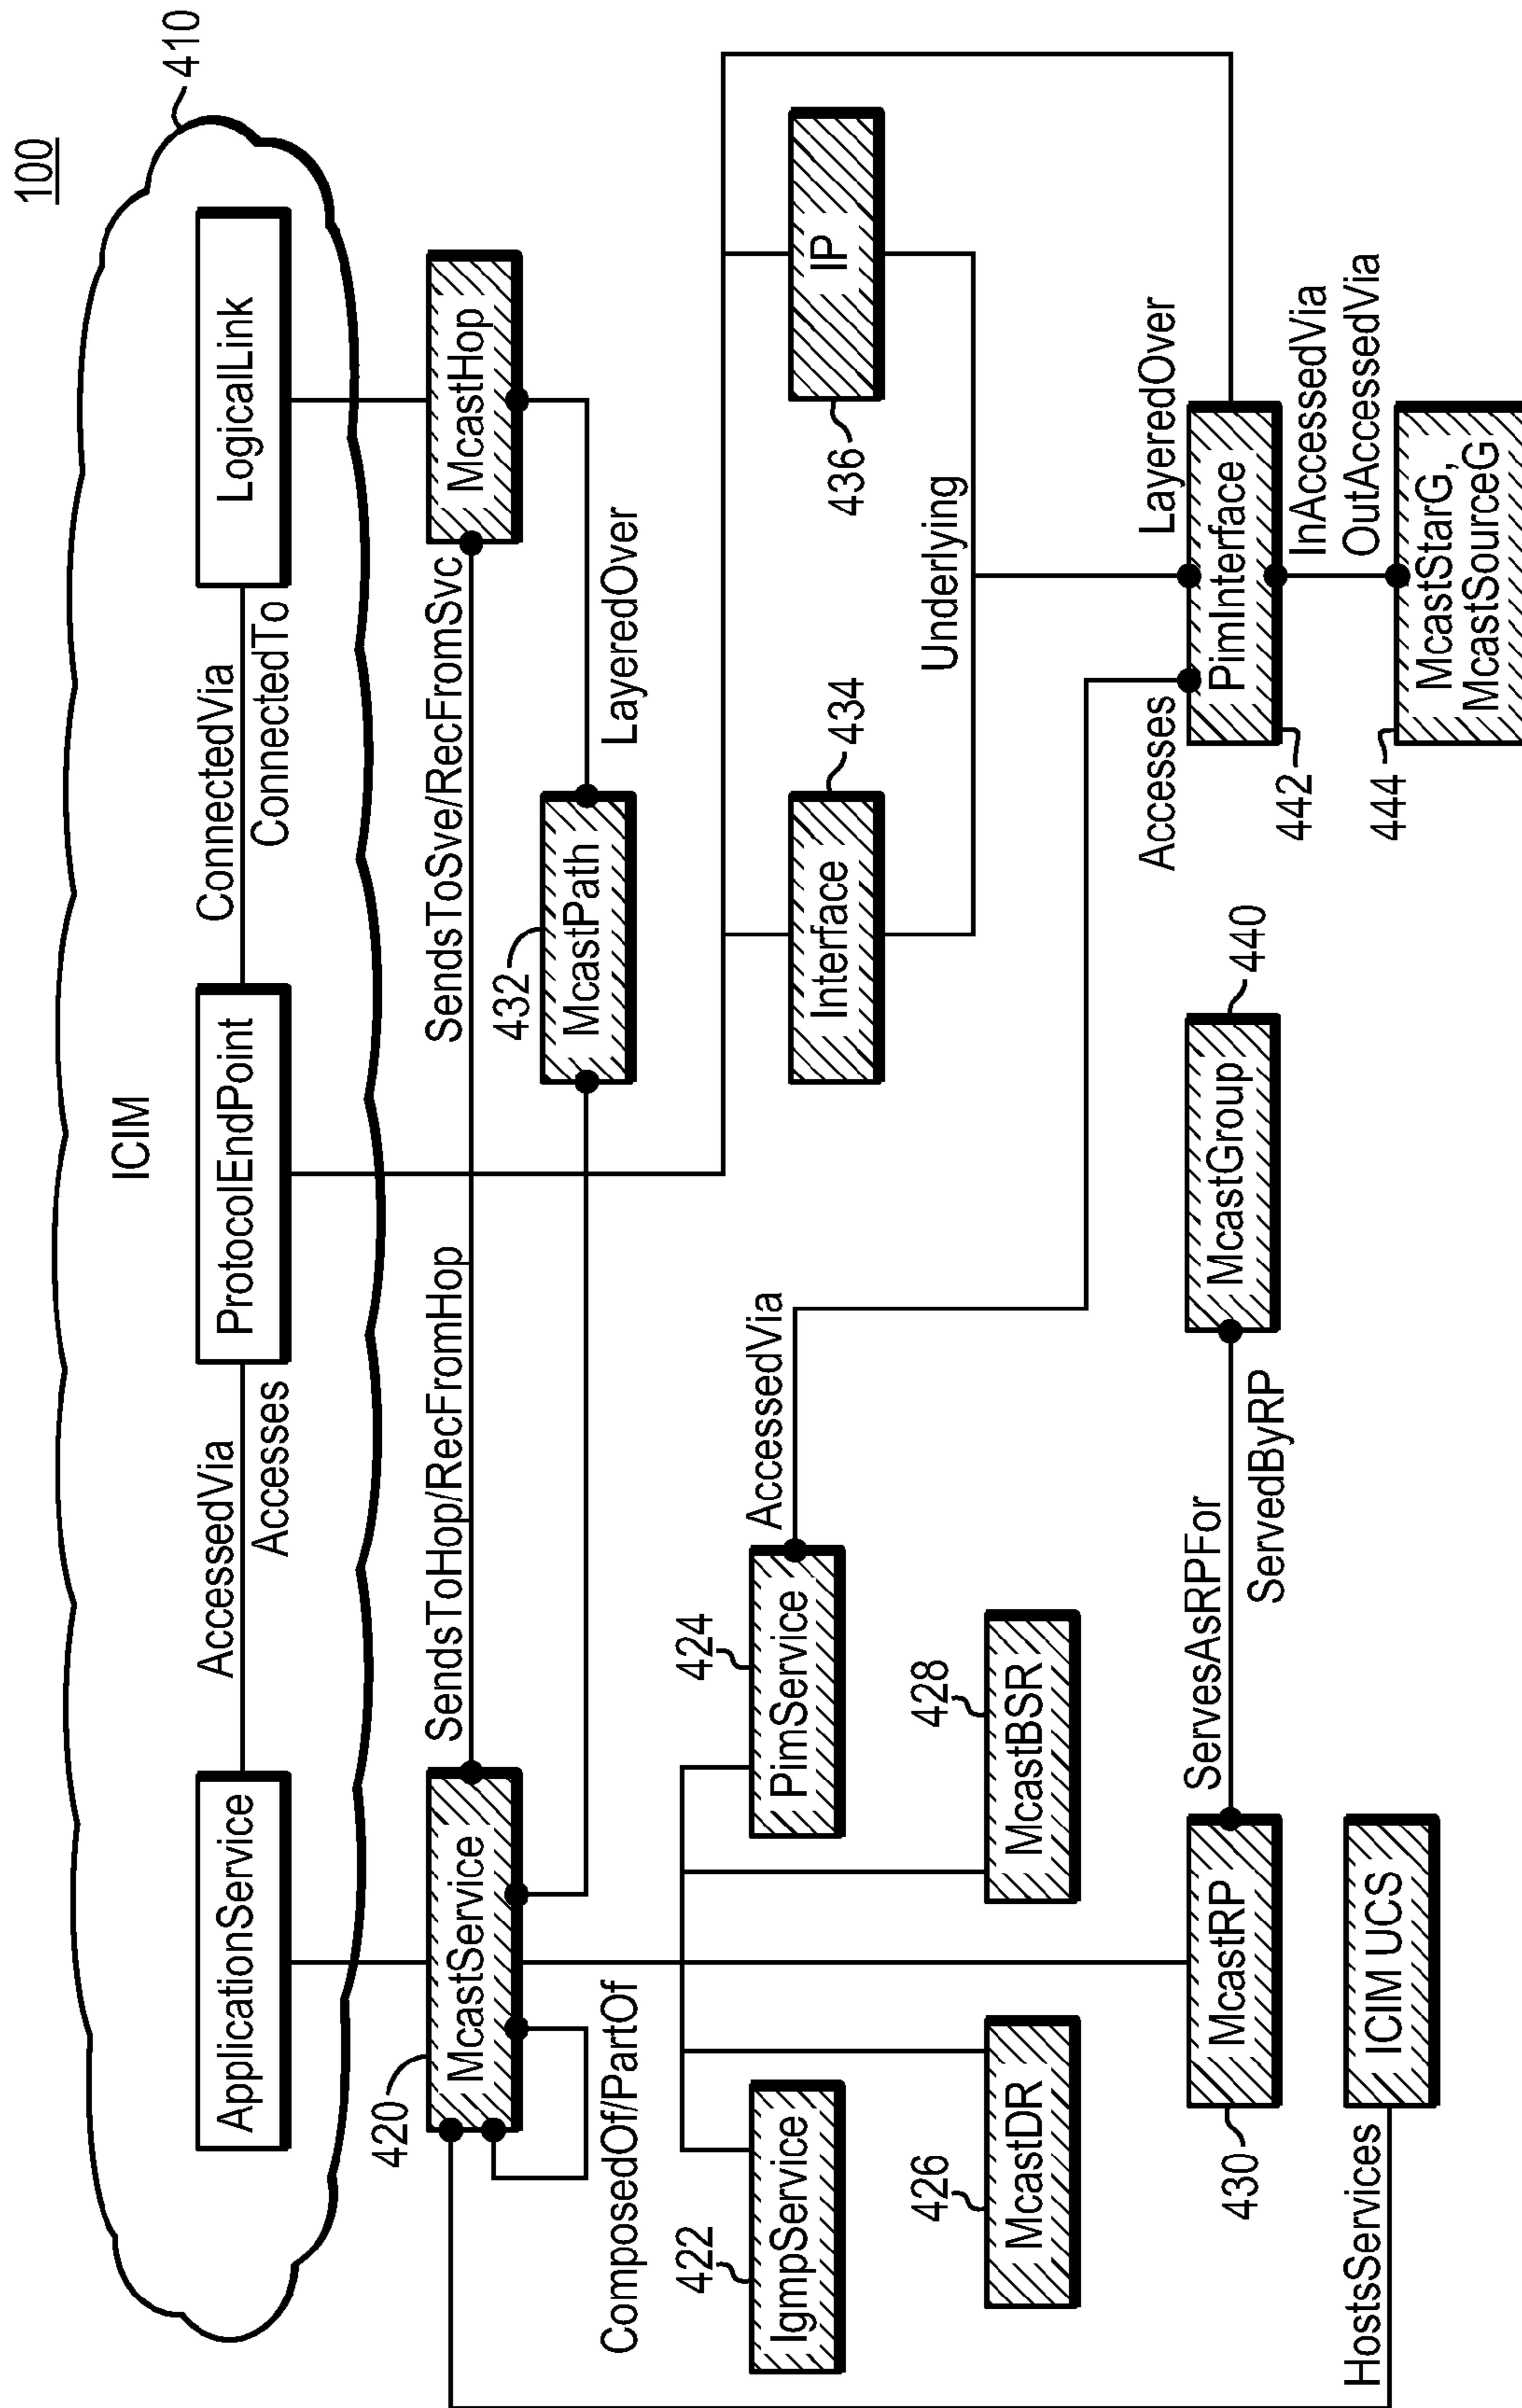 100
410
ICIM
ApplicationService
AccessedVia
Accesses
ProtocolEndPoint
ConnectedVia
ConnectedTo
LogicalLink
420
McastService
SendsToHop/RecFromHop
SendsToSve/RecFromSvc
McastHop
ComposedOf/PartOf
432
McastPath
LayeredOver
422
IgmpService
424
PimService
AccessedVia
Interface
434
Underlying
436
IP
426
McastDR
428
McastBSR
430
McastRP
ServesAsRPFor
ServedByRP
McastGroup
440
Accesses
LayeredOver
PimInterface
442
InAccessedVia
OutAccessedVia
HostsServices
ICIM UCS
444
McastStarG,
McastSourceG